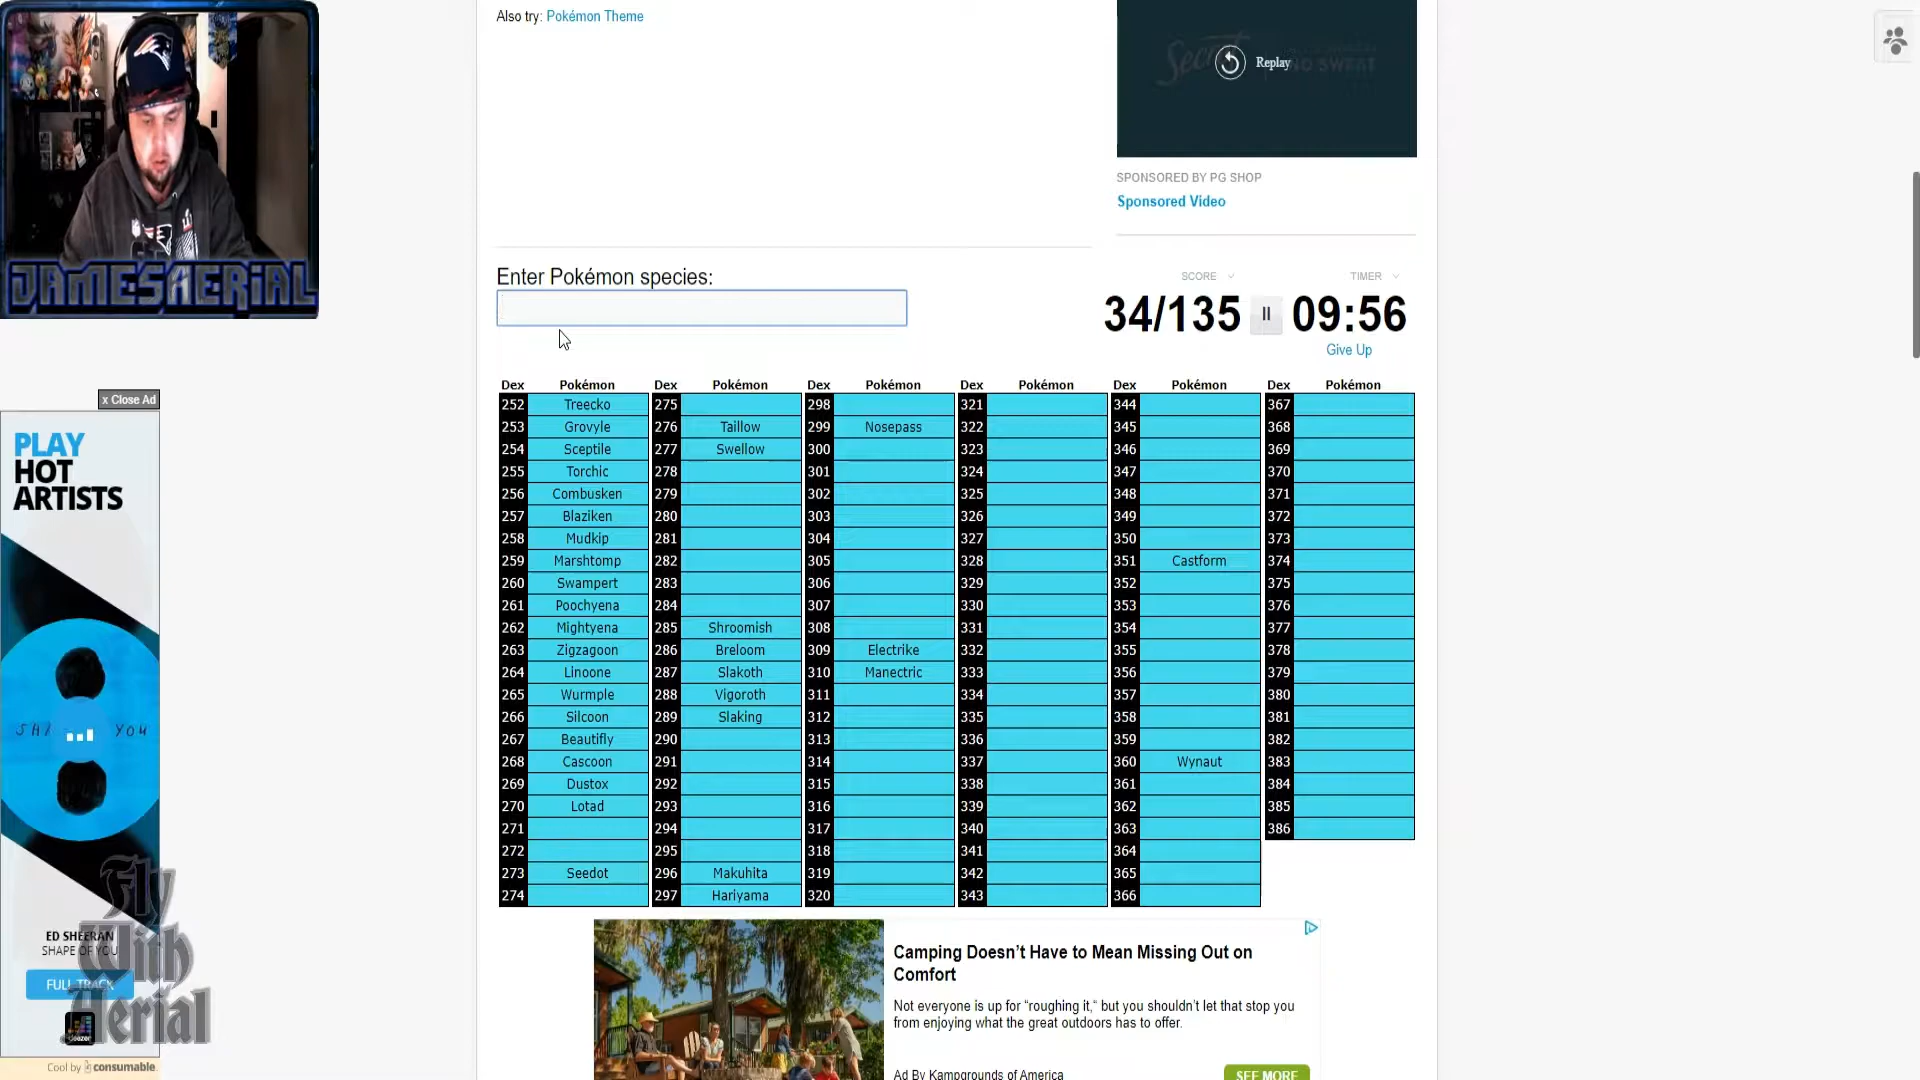 Also try: Pokémon Theme
Replay
SPONSORED BY PG SHOP
Sponsored Video
JAMESAERIAL
Enter Pokémon species:
SCORE
TIMER
34/135
09:56
Give Up
x Close Ad
PLAY
HOT
ARTISTS
ED SHEERAN
SHAPE OF YOU
FULL TRACK
deezer
Cool by consumable.
Fly
With
Aerial
Dex Pokémon Dex Pokémon Dex Pokémon Dex Pokémon Dex Pokémon Dex Pokémon
252 Treecko 275 298 321 344 367
253 Grovyle 276 Taillow 299 Nosepass 322 345 368
254 Sceptile 277 Swellow 300 323 346 369
255 Torchic 278 301 324 347 370
256 Combusken 279 302 325 348 371
257 Blaziken 280 303 326 349 372
258 Mudkip 281 304 327 350 373
259 Marshtomp 282 305 328 351 Castform 374
260 Swampert 283 306 329 352 375
261 Poochyena 284 307 330 353 376
262 Mightyena 285 Shroomish 308 331 354 377
263 Zigzagoon 286 Breloom 309 Electrike 332 355 378
264 Linoone 287 Slakoth 310 Manectric 333 356 379
265 Wurmple 288 Vigoroth 311 334 357 380
266 Silcoon 289 Slaking 312 335 358 381
267 Beautifly 290 313 336 359 382
268 Cascoon 291 314 337 360 Wynaut 383
269 Dustox 292 315 338 361 384
270 Lotad 293 316 339 362 385
271 294 317 340 363 386
272 295 318 341 364
273 Seedot 296 Makuhita 319 342 365
274 297 Hariyama 320 343 366
Camping Doesn’t Have to Mean Missing Out on
Comfort
Not everyone is up for “roughing it,“ but you shouldn’t let that stop you
from enjoying what the great outdoors has to offer.
Ad By Kampgrounds of America
SEE MORE